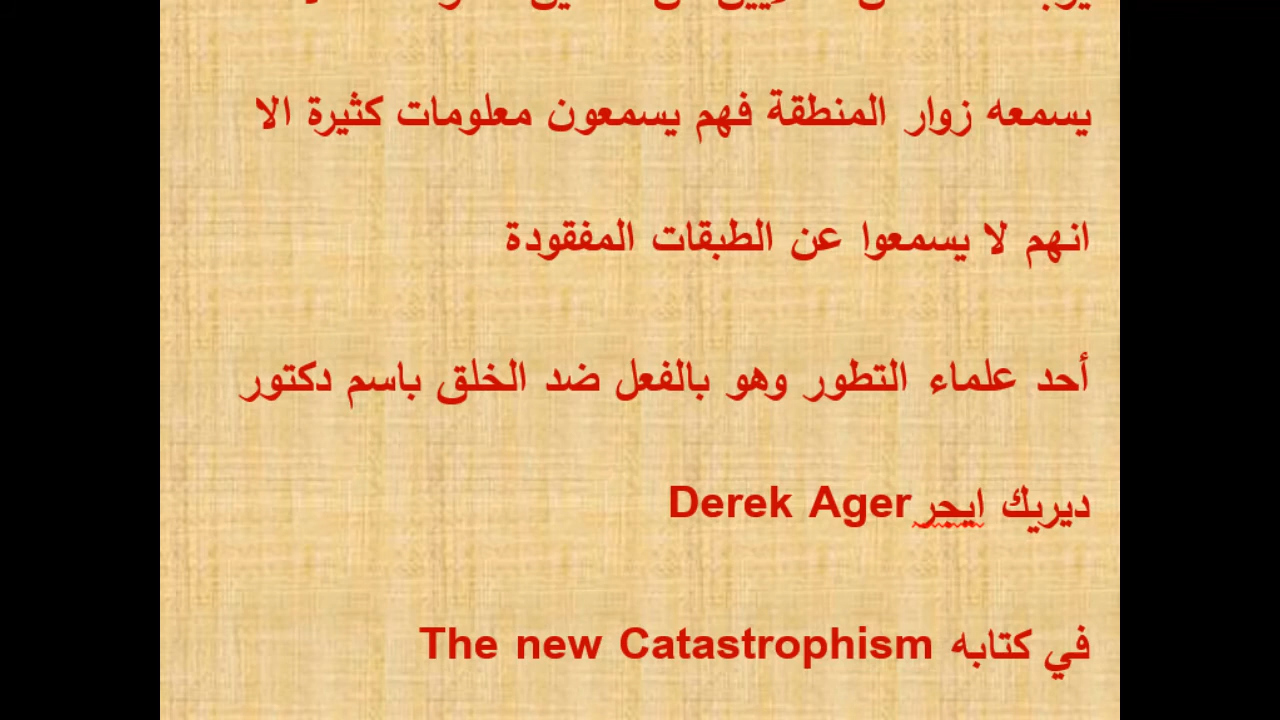 يسمعه زوار المنطقة فهم يسمعون معلومات كثيرة الا
انهم لا يسمعوا عن الطبقات المفقودة
أحد علماء التطور وهو بالفعل ضد الخلق باسم دكتور
ديريك ايجر Derek Ager
في كتابه The new Catastrophism